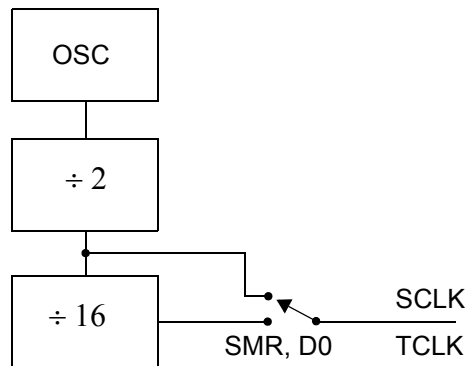 OSC
÷ 2
÷ 16
SCLK
SMR, D0
TCLK